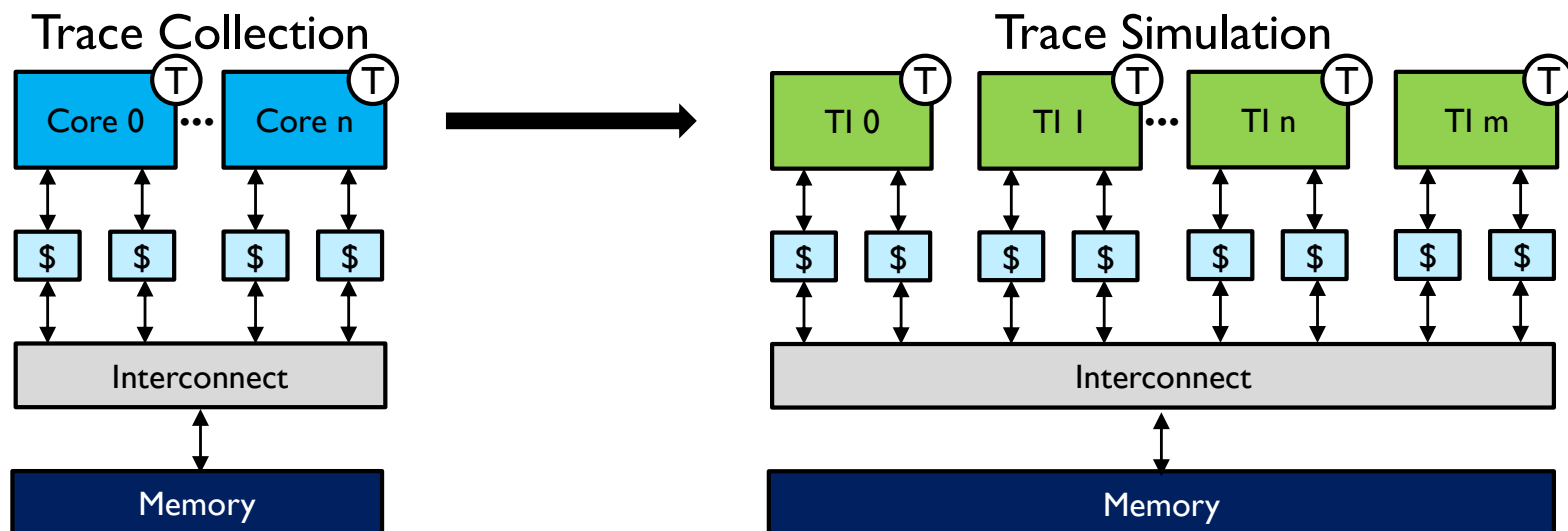 Trace Collection
T
T
Core 0
...
Core n
$
$
$
$
Interconnect
Memory
Trace Simulation
T
T
T
T
TI 0
TI 1
...
TI n
TI m
$
$
$
$
$
$
$
$
Interconnect
Memory